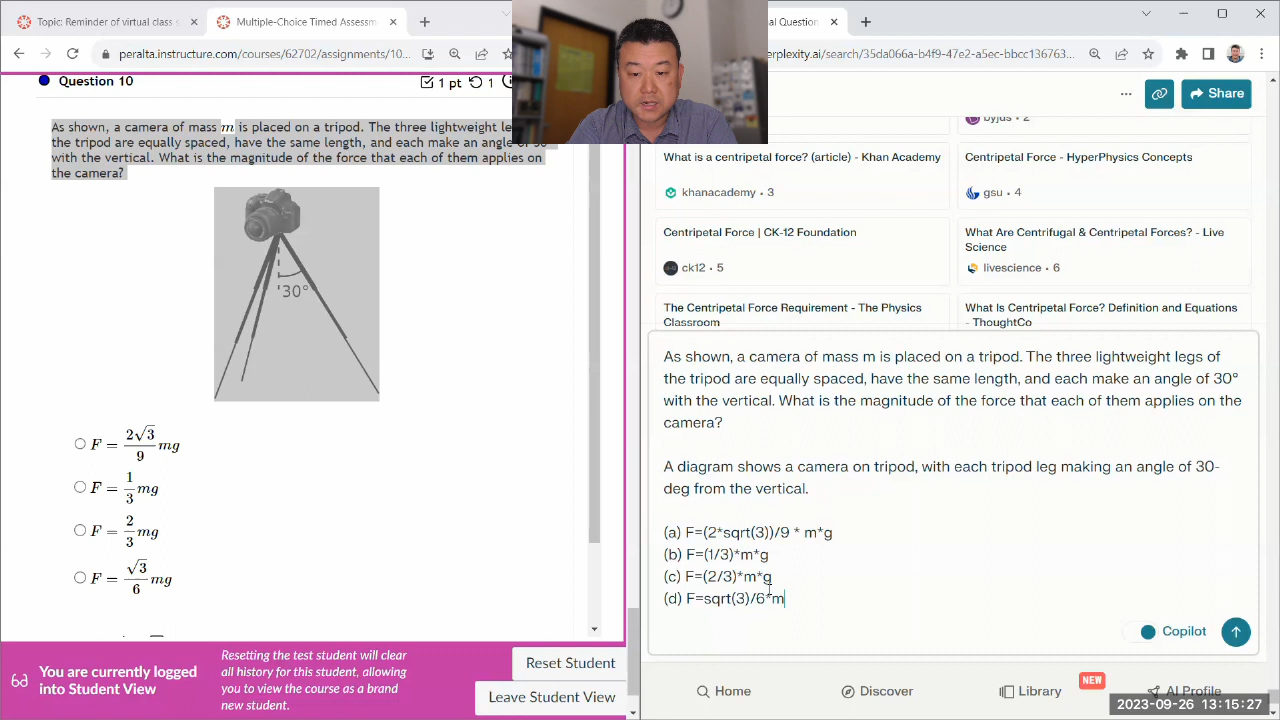 Topic: Reminder of virtual class s
Multiple-Choice Timed Assessm
al Question
peralta.instructure.com/courses/62702/assignments/10...
erplexity.ai/search/35da066a-b4f9-47e2-a5ec-bbcc136763...
Question 10
1 pt
1
Share
As shown, a camera of mass m is placed on a tripod. The three lightweight le
the tripod are equally spaced, have the same length, and each make an angle of 30
with the vertical. What is the magnitude of the force that each of them applies on
the camera?
30°
F = 2√3/9 mg
F = 1/3 mg
F = 2/3 mg
F = √3/6 mg
You are currently logged
into Student View
Resetting the test student will clear
all history for this student, allowing
you to view the course as a brand
new student.
Reset Student
Leave Student View
byjus • 2
What is a centripetal force? (article) - Khan Academy
khanacademy • 3
Centripetal Force - HyperPhysics Concepts
gsu • 4
Centripetal Force | CK-12 Foundation
ck12 • 5
What Are Centrifugal & Centripetal Forces? - Live
Science
livescience • 6
The Centripetal Force Requirement - The Physics
Classroom
What Is Centripetal Force? Definition and Equations
- ThoughtCo
As shown, a camera of mass m is placed on a tripod. The three lightweight legs of
the tripod are equally spaced, have the same length, and each make an angle of 30°
with the vertical. What is the magnitude of the force that each of them applies on the
camera?
A diagram shows a camera on tripod, with each tripod leg making an angle of 30-
deg from the vertical.
(a) F=(2*sqrt(3))/9 * m*g
(b) F=(1/3)*m*g
(c) F=(2/3)*m*g
(d) F=sqrt(3)/6*m
Copilot
Home
Discover
Library
NEW
AI Profile
2023-09-26 13:15:27